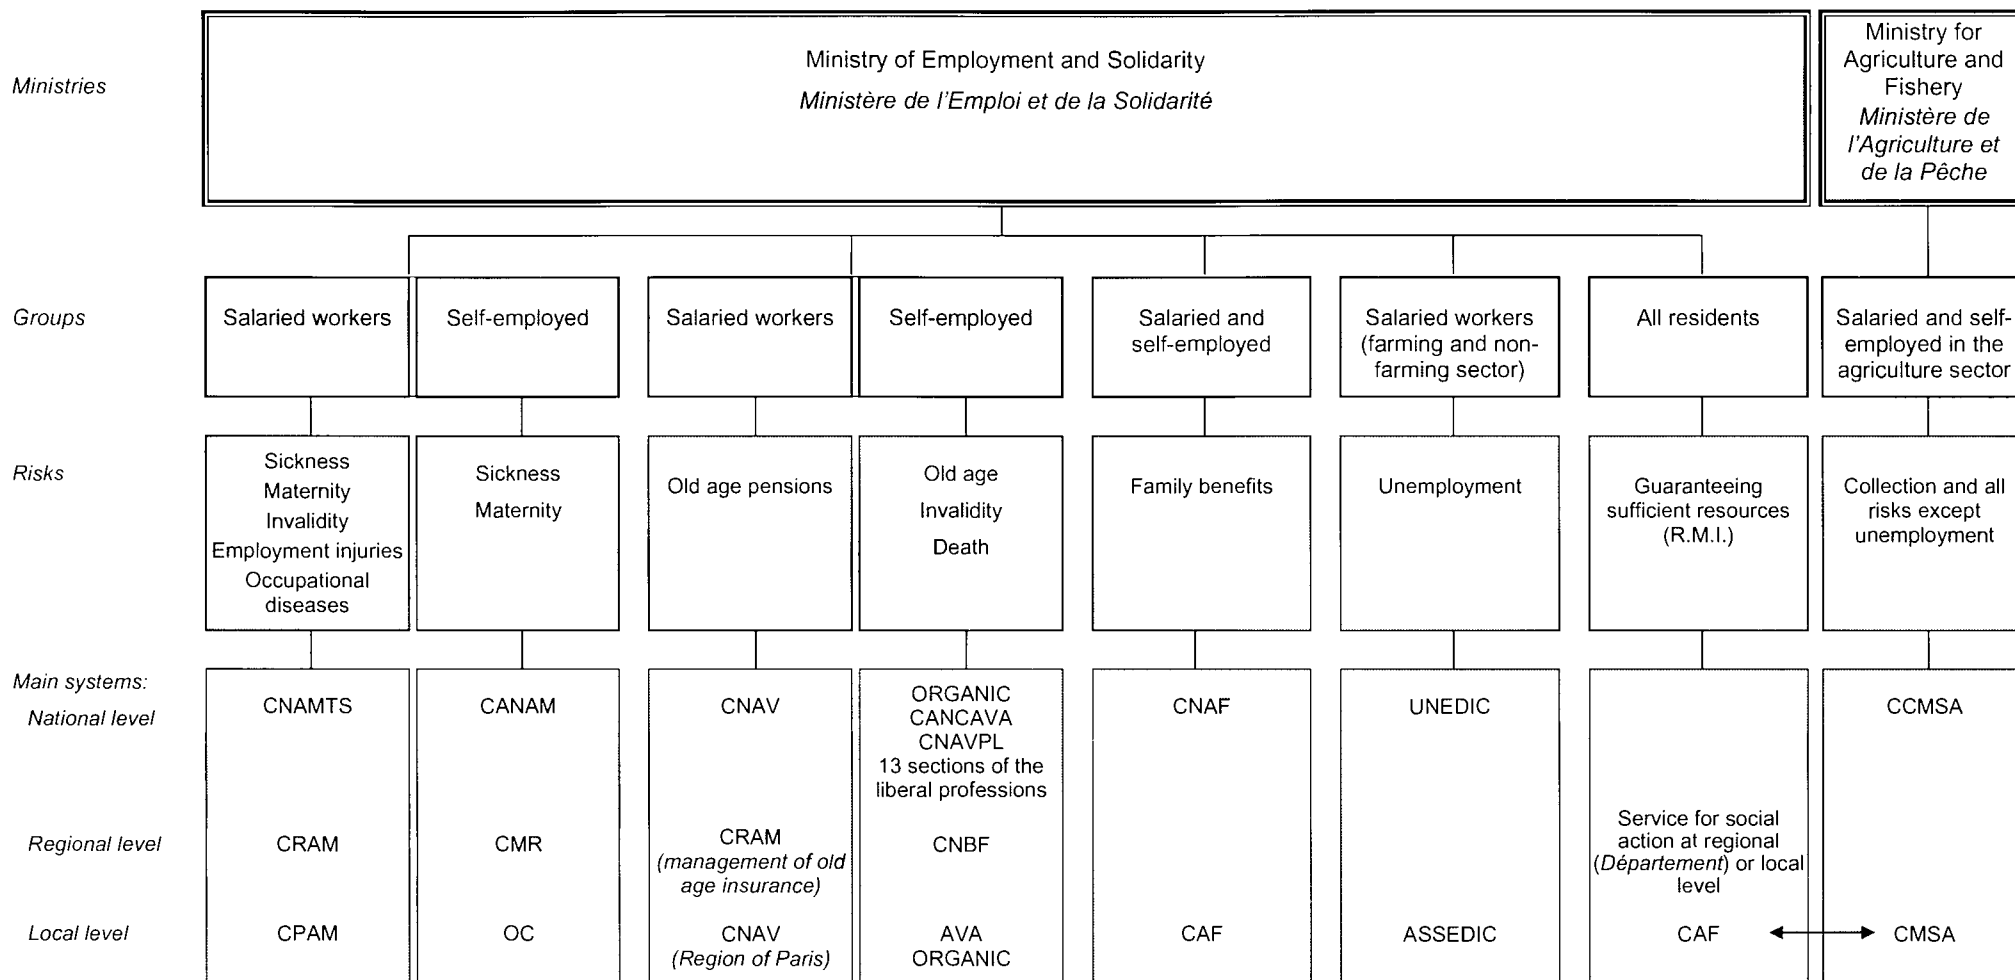 Ministries
Ministry of Employment and Solidarity
Ministère de l'Emploi et de la Solidarité
Ministry for
Agriculture and
Fishery
Ministère de
l'Agriculture et
de la Pêche
Groups
Salaried workers
Self-employed
Salaried workers
Self-employed
Salaried and
self-employed
Salaried workers
(farming and non-
farming sector)
All residents
Salaried and self-
employed in the
agriculture sector
Risks
Sickness
Maternity
Invalidity
Employment injuries
Occupational
diseases
Sickness
Maternity
Old age pensions
Old age
Invalidity
Death
Family benefits
Unemployment
Guaranteeing
sufficient resources
(R.M.I.)
Collection and all
risks except
unemployment
Main systems:
National level
CNAMTS
CANAM
CNAV
ORGANIC
CANCAVA
CNAVPL
13 sections of the
liberal professions
CNAF
UNEDIC
CCMSA
Regional level
CRAM
CMR
CRAM
(management of old
age insurance)
CNBF
Service for social
action at regional
(Département) or local
level
Local level
CPAM
OC
CNAV
(Region of Paris)
AVA
ORGANIC
CAF
ASSEDIC
CAF
CMSA